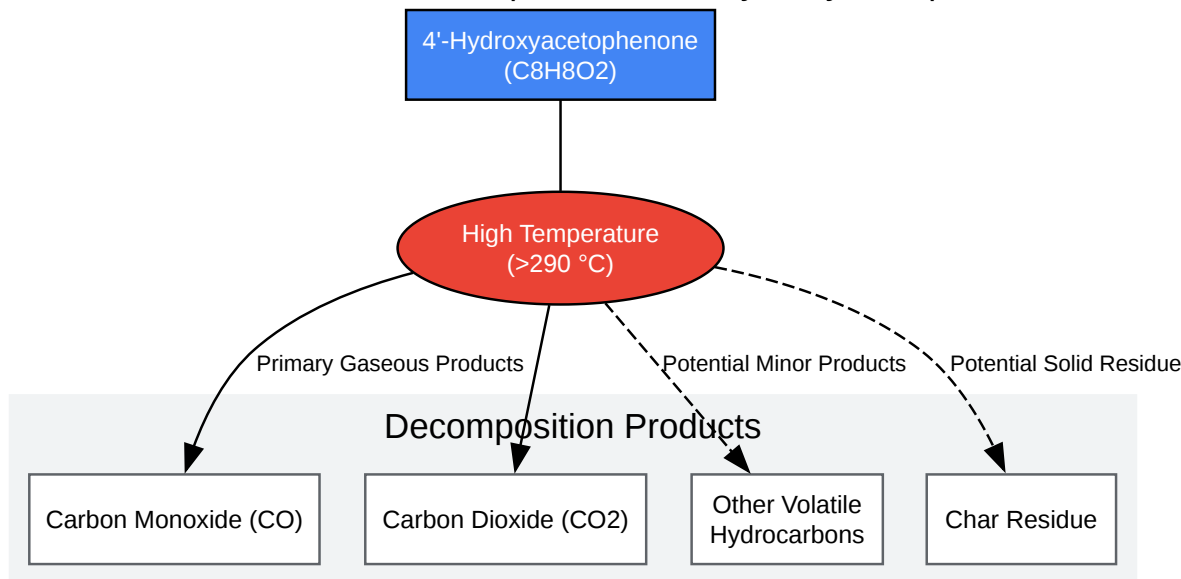 4'-Hydroxyacetophenone
(C8H8O2)
High Temperature
(>290 °C)
Primary Gaseous Products
Potential Minor Products
Potential Solid Residue
Decomposition Products
Carbon Monoxide (CO)
Carbon Dioxide (CO2)
Other Volatile
Hydrocarbons
Char Residue